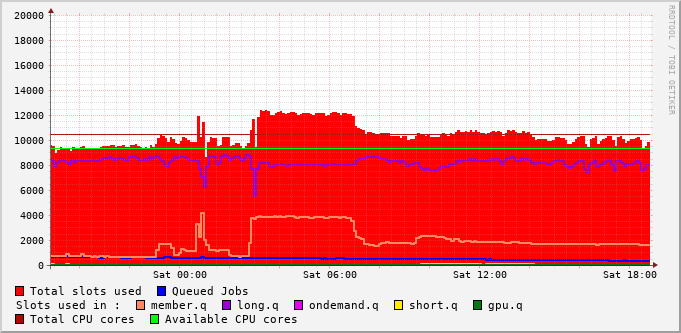 20000
18000
16000
14000
12000
10000
8000
6000
4000
2000
0
Sat 00:00 Sat 06:00 Sat 12:00 Sat 18:00
RRDTOOL / TOBI OETIKER
Total slots used Queued Jobs
Slots used in : member.q long.q ondemand.q short.q gpu.q
Total CPU cores Available CPU cores